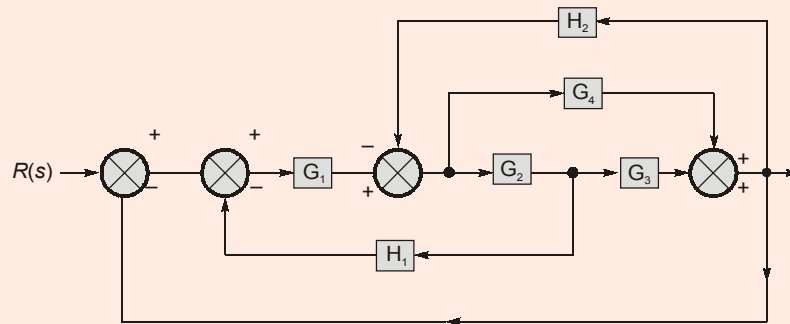 H₂
G₄
+ + −
R(s) G₁ G₂ G₃ +
− − + +
H₁